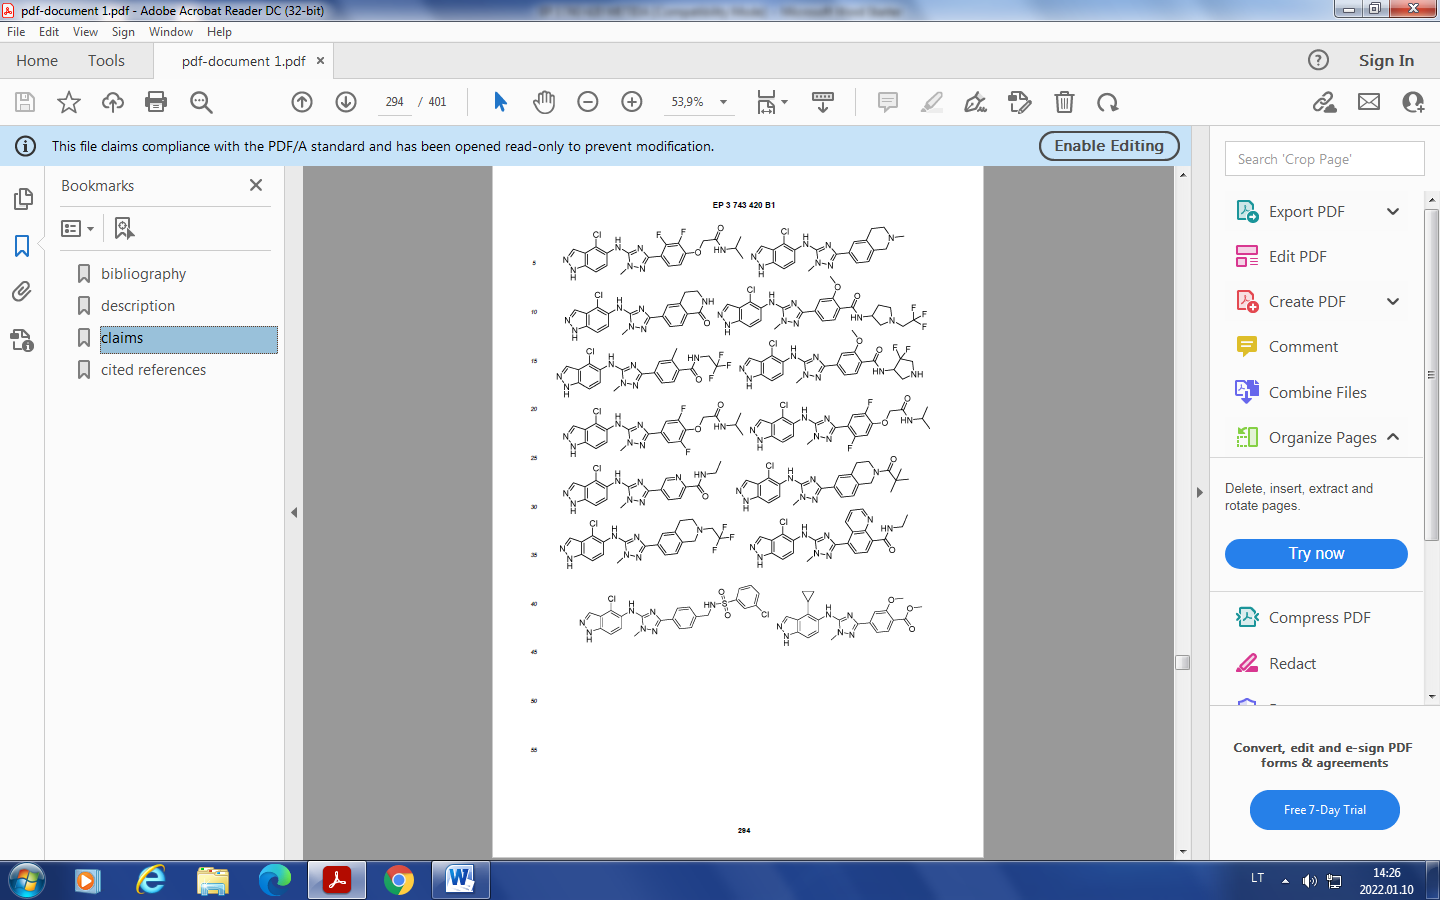 pdf-document 1.pdf - Adobe Acrobat Reader DC (32-bit)
File Edit View Sign Window Help
Home Tools pdf-document 1.pdf × Sign In
294 / 401 53,9%
This file claims compliance with the PDF/A standard and has been opened read-only to prevent modification. Enable Editing
Bookmarks
bibliography
description
claims
cited references
EP 3 743 420 B1
5
10
15
20
25
30
35
40
45
50
55
294
Search 'Crop Page'
Export PDF
Edit PDF
Create PDF
Comment
Combine Files
Organize Pages
Delete, insert, extract and
rotate pages.
Try now
Compress PDF
Redact
Convert, edit and e-sign PDF
forms & agreements
Free 7-Day Trial
LT 14:26
2022.01.10